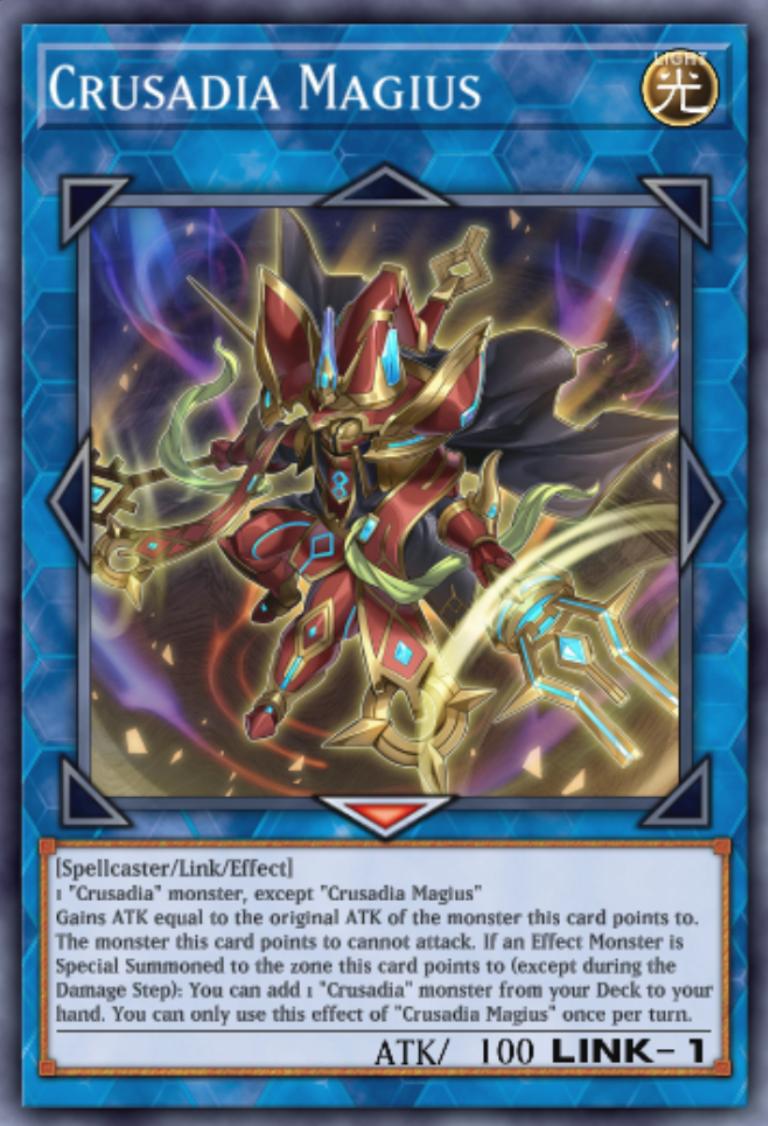 CRUSADIA MAGIUS
LIGHT
光
[Spellcaster/Link/Effect]
1 "Crusadia" monster, except "Crusadia Magius"
Gains ATK equal to the original ATK of the monster this card points to.
The monster this card points to cannot attack. If an Effect Monster is
Special Summoned to the zone this card points to (except during the
Damage Step): You can add 1 "Crusadia" monster from your Deck to your
hand. You can only use this effect of "Crusadia Magius" once per turn.
ATK/ 100 LINK-1